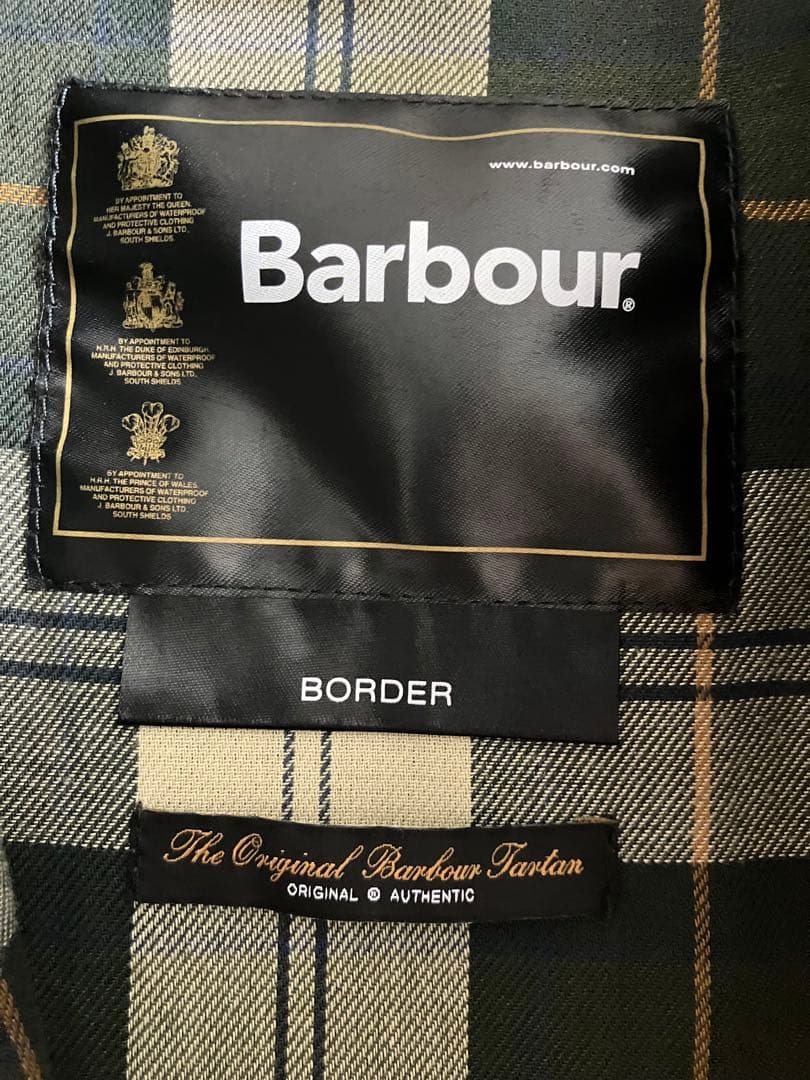 www.barbour.com
Barbour®
BY APPOINTMENT TO
HER MAJESTY THE QUEEN,
MANUFACTURERS OF WATERPROOF
AND PROTECTIVE CLOTHING
J. BARBOUR & SONS LTD.
SOUTH SHIELDS.
BY APPOINTMENT TO
H.R.H. THE DUKE OF EDINBURGH,
MANUFACTURERS OF WATERPROOF
AND PROTECTIVE CLOTHING
J. BARBOUR & SONS LTD.,
SOUTH SHIELDS.
BY APPOINTMENT TO
H.R.H. THE PRINCE OF WALES,
MANUFACTURERS OF WATERPROOF
AND PROTECTIVE CLOTHING
J. BARBOUR & SONS LTD.
SOUTH SHIELDS
BORDER
The Original Barbour Tartan
ORIGINAL ® AUTHENTIC